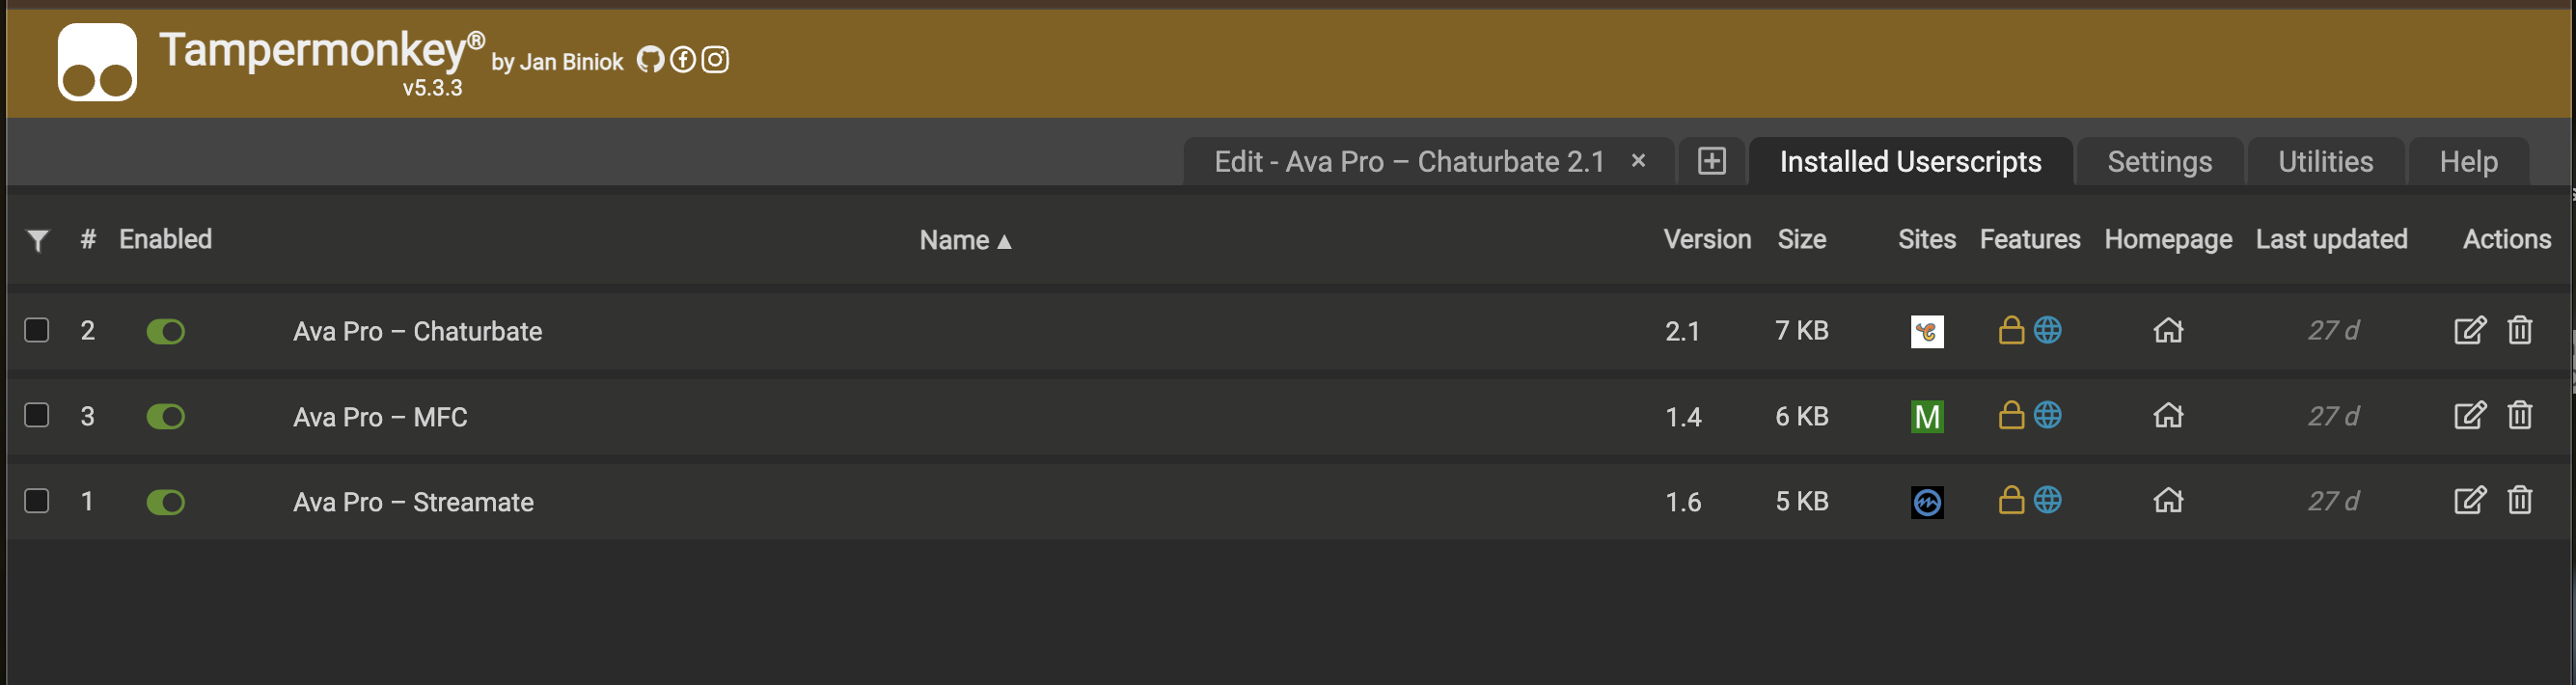 Tampermonkey® by Jan Biniok
v5.3.3
Edit - Ava Pro – Chaturbate 2.1 × Installed Userscripts Settings Utilities Help
# Enabled Name ▲ Version Size Sites Features Homepage Last updated Actions
2 Ava Pro – Chaturbate 2.1 7 KB 27 d
3 Ava Pro – MFC 1.4 6 KB M 27 d
1 Ava Pro – Streamate 1.6 5 KB 27 d